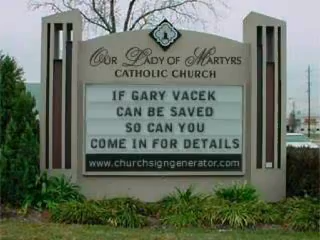 Our Lady of Martyrs
CATHOLIC CHURCH
IF GARY VACEK
CAN BE SAVED
SO CAN YOU
COME IN FOR DETAILS
www.churchsigngenerator.com